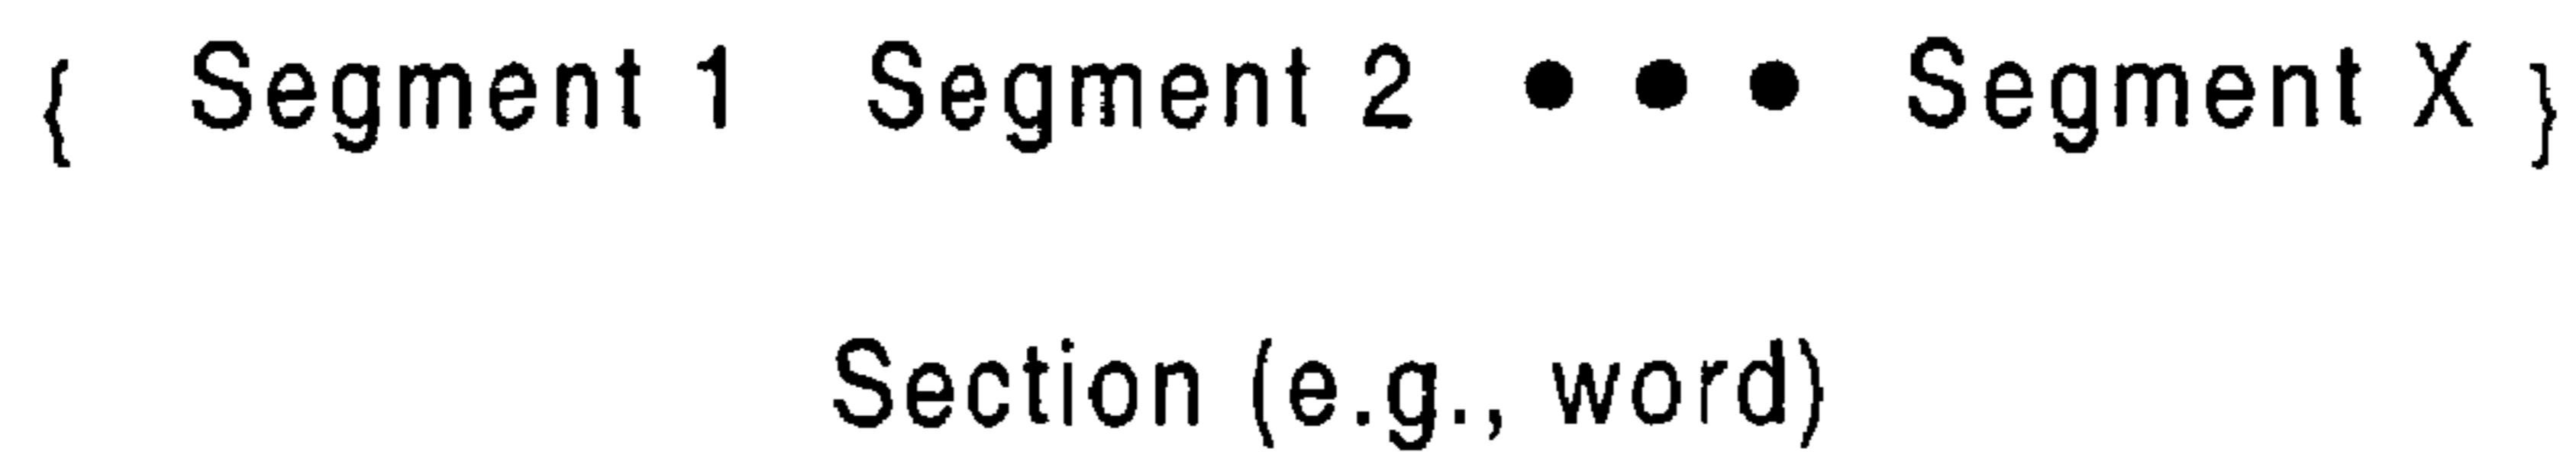 { Segment 1 Segment 2 ● ● ● Segment X }
Section (e.g., word)